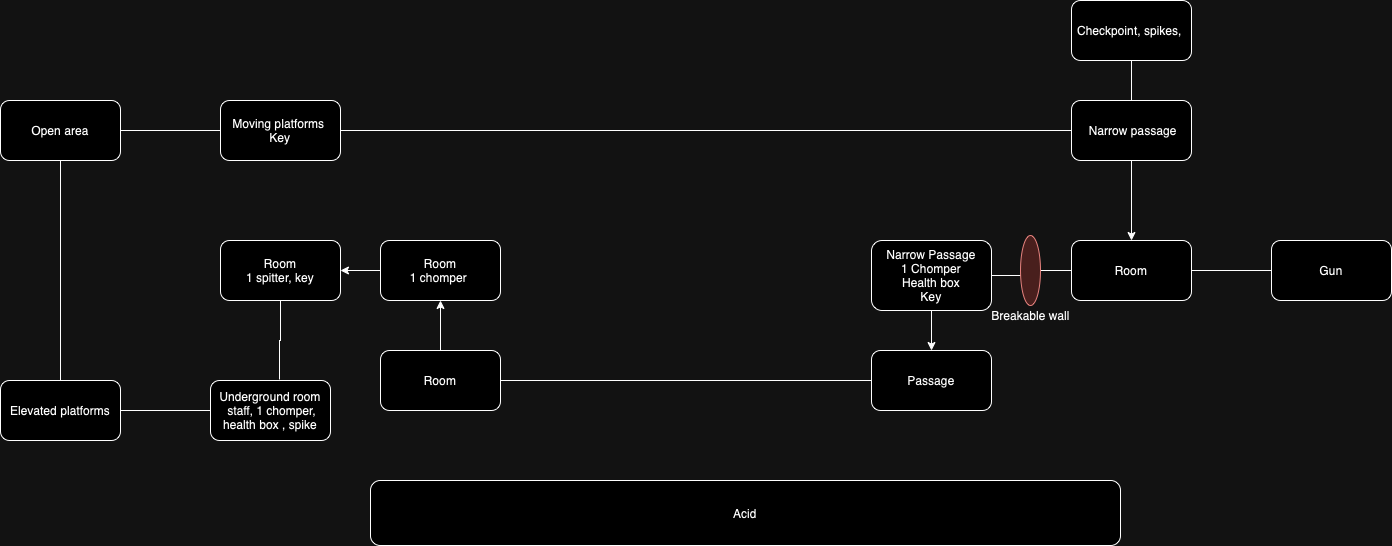 Checkpoint, spikes,
Open area
Moving platforms
Key
Narrow passage
Room
1 spitter, key
Room
1 chomper
Narrow Passage
1 Chomper
Health box
Key
Room
Gun
Breakable wall
Elevated platforms
Underground room
staff, 1 chomper,
health box , spike
Room
Passage
Acid